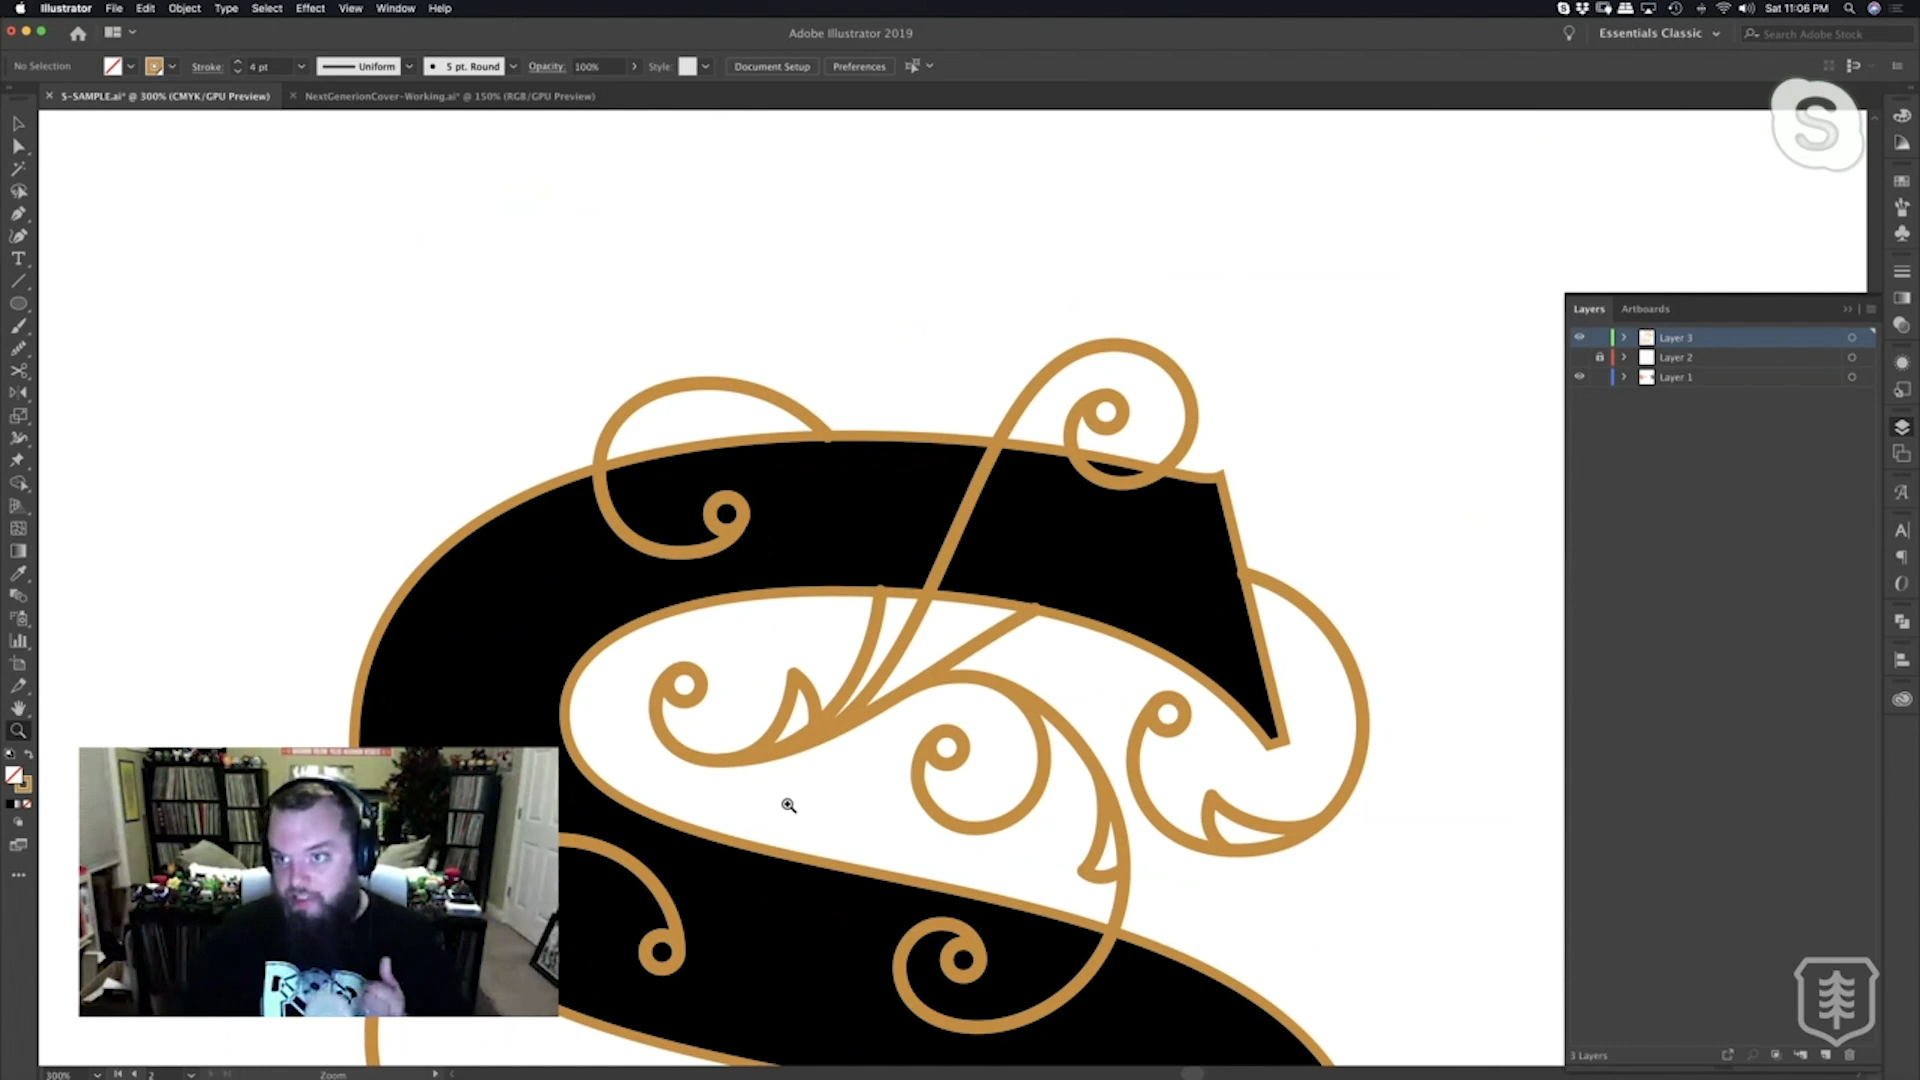 Illustrator File Edit Object Type Select Effect View Window Help
Sat 11:06 PM
Adobe Illustrator 2019
Essentials Classic
Search Adobe Stock
No Selection
Stroke: 4 pt
Uniform
5 pt. Round
Opacity: 100%
Style:
Document Setup
Preferences
S-SAMPLE.ai* @ 300% (CMYK/GPU Preview)
NextGenerionCover-Working.ai* @ 150% (RGB/GPU Preview)
S
Layers Artboards
Layer 3
Layer 2
Layer 1
3 Layers
300%
2
Zoom